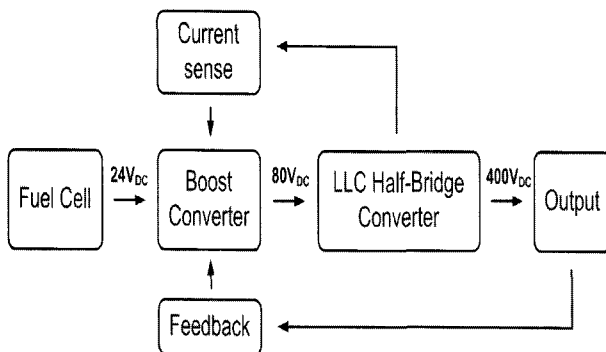 Current
sense
Fuel Cell
24VDC
Boost
Converter
80VDC
LLC Half-Bridge
Converter
400VDC
Output
Feedback